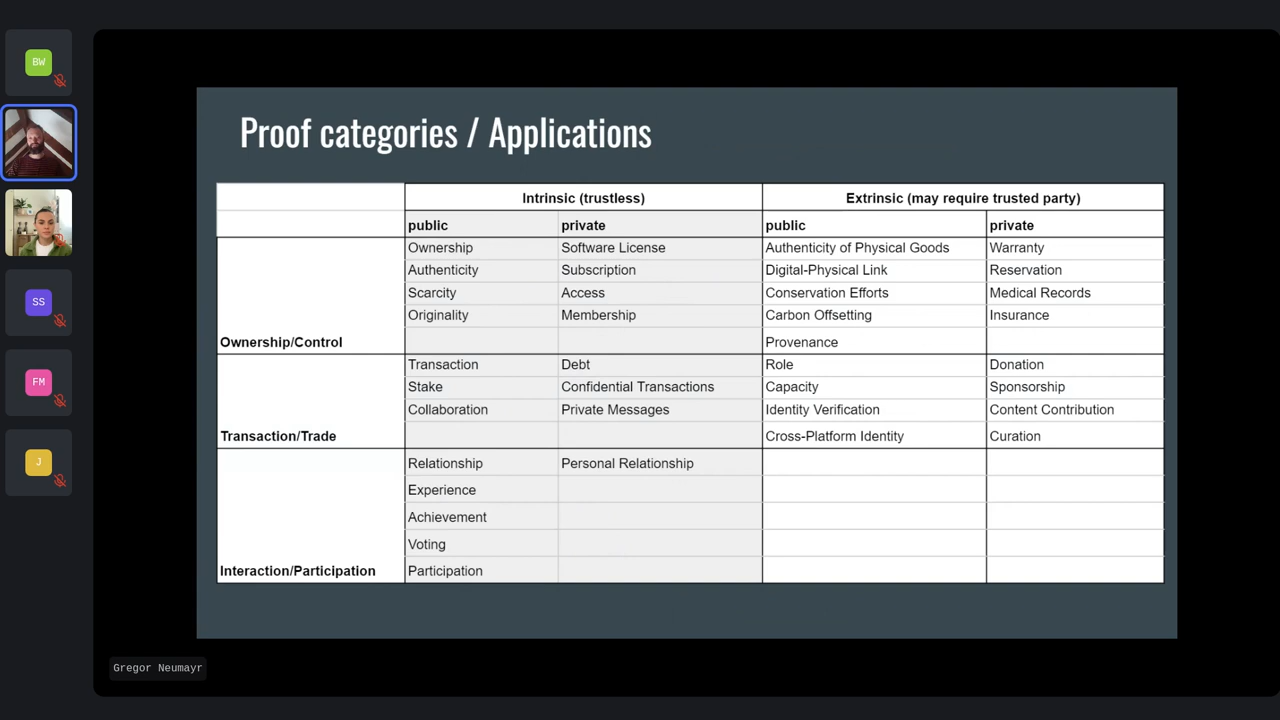 BW
SS
FM
J
Proof categories / Applications
Intrinsic (trustless) Extrinsic (may require trusted party)
public private public private
Ownership Software License Authenticity of Physical Goods Warranty
Authenticity Subscription Digital-Physical Link Reservation
Scarcity Access Conservation Efforts Medical Records
Originality Membership Carbon Offsetting Insurance
Ownership/Control Provenance
Transaction Debt Role Donation
Stake Confidential Transactions Capacity Sponsorship
Collaboration Private Messages Identity Verification Content Contribution
Transaction/Trade Cross-Platform Identity Curation
Relationship Personal Relationship
Experience
Achievement
Voting
Interaction/Participation Participation
Gregor Neumayr